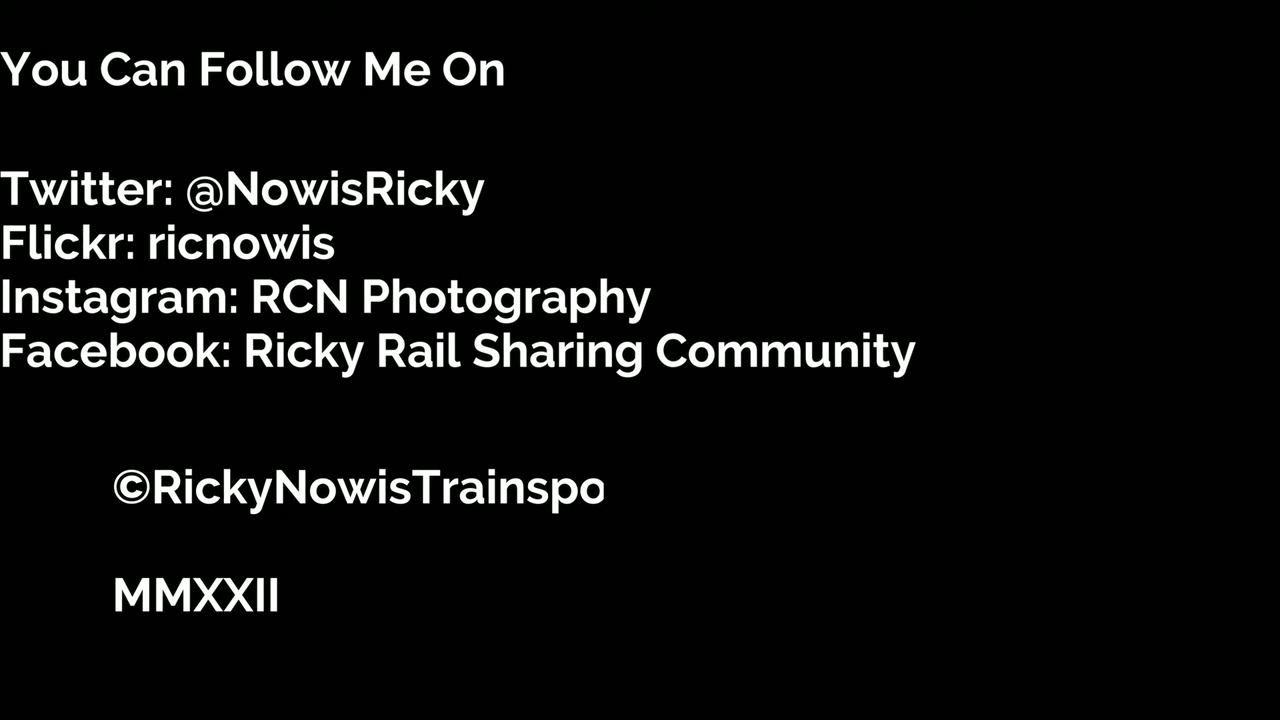 You Can Follow Me On
Twitter: @NowisRicky
Flickr: ricnowis
Instagram: RCN Photography
Facebook: Ricky Rail Sharing Community
©RickyNowisTrainspo
MMXXII